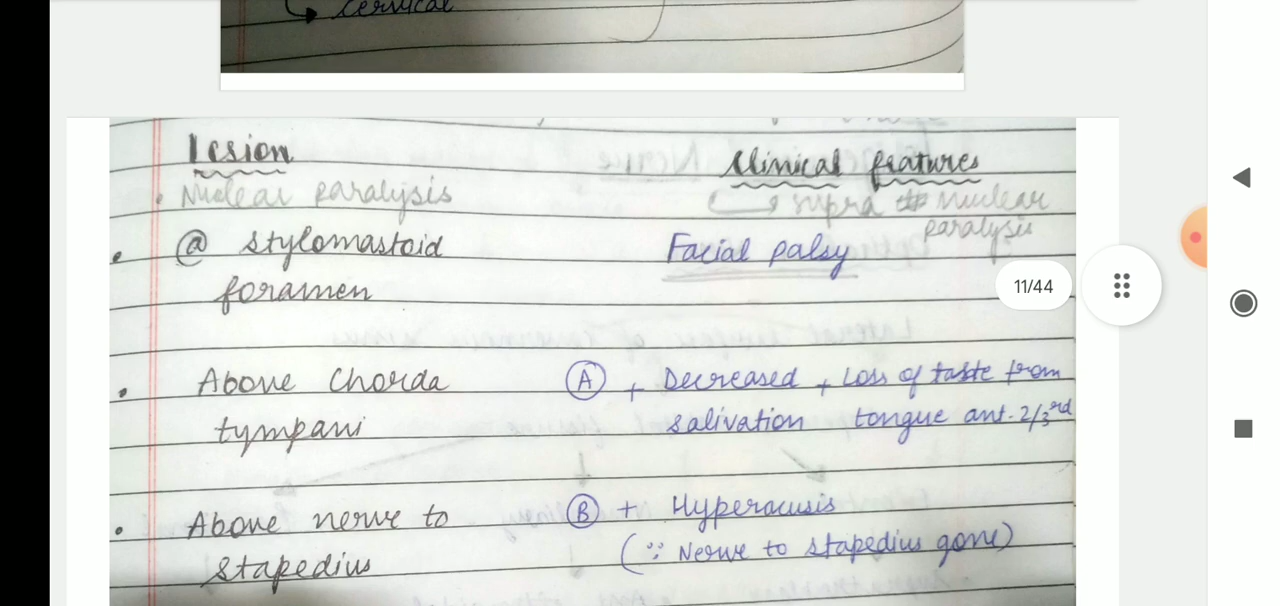 cervical
Lesion Clinical features
• Nuclear paralysis supra nuclear
paralysis
• @ stylomastoid Facial palsy
foramen
11/44
• Above Chorda (A) + Decreased + Loss of taste from
tympani salivation tongue ant. 2/3rd
• Above nerve to (B) + Hyperacusis
stapedius (∵ Nerve to stapedius gone)